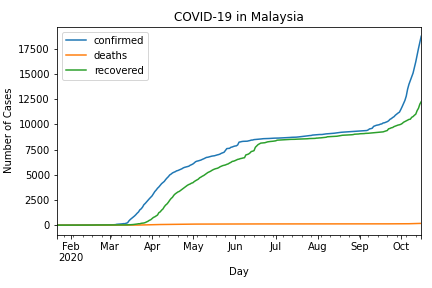 COVID-19 in Malaysia
confirmed
deaths
recovered
Number of Cases
17500
15000
12500
10000
7500
5000
2500
0
Feb Mar Apr May Jun Jul Aug Sep Oct
2020
Day